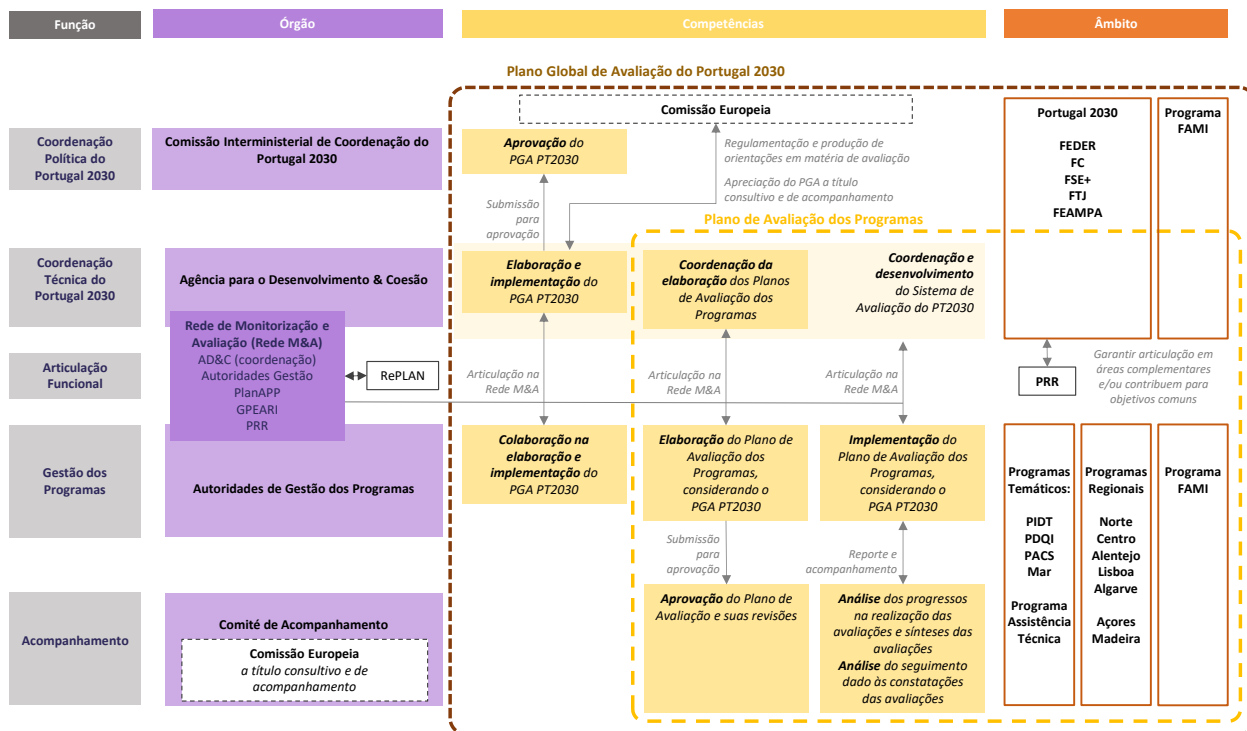 Função
Órgão
Competências
Âmbito
Plano Global de Avaliação do Portugal 2030
Comissão Europeia
Portugal 2030
FEDER
FC
FSE+
FTJ
FEAMPA
Programa
FAMI
Coordenação
Política do
Portugal 2030
Comissão Interministerial de Coordenação do
Portugal 2030
Aprovação do
PGA PT2030
Regulamentação e produção de
orientações em matéria de avaliação
Apreciação do PGA a título
consultivo e de acompanhamento
Submissão
para
aprovação
Plano de Avaliação dos Programas
Coordenação
Técnica do
Portugal 2030
Agência para o Desenvolvimento & Coesão
Elaboração e
implementação do
PGA PT2030
Coordenação da
elaboração dos Planos
de Avaliação dos
Programas
Coordenação e
desenvolvimento
do Sistema de
Avaliação do PT2030
Rede de Monitorização e
Avaliação (Rede M&A)
AD&C (coordenação)
Autoridades Gestão
PlanAPP
GPEARI
PRR
RePLAN
Articulação
Funcional
Articulação na
Rede M&A
Articulação na
Rede M&A
Articulação na
Rede M&A
PRR
Garantir articulação em
áreas complementares
e/ou contribuem para
objetivos comuns
Gestão dos
Programas
Autoridades de Gestão dos Programas
Colaboração na
elaboração e
implementação do
PGA PT2030
Elaboração do Plano de
Avaliação dos
Programas,
considerando o
PGA PT2030
Implementação do
Plano de Avaliação dos
Programas,
considerando o
PGA PT2030
Programas
Temáticos:
PIDT
PDQI
PACS
Mar
Programa
Assistência
Técnica
Programas
Regionais
Norte
Centro
Alentejo
Lisboa
Algarve
Açores
Madeira
Programa
FAMI
Submissão
para
aprovação
Reporte e
acompanhamento
Acompanhamento
Comité de Acompanhamento
Comissão Europeia
a título consultivo e de
acompanhamento
Aprovação do Plano de
Avaliação e suas revisões
Análise dos progressos
na realização das
avaliações e sínteses das
avaliações
Análise do seguimento
dado às constatações
das avaliações